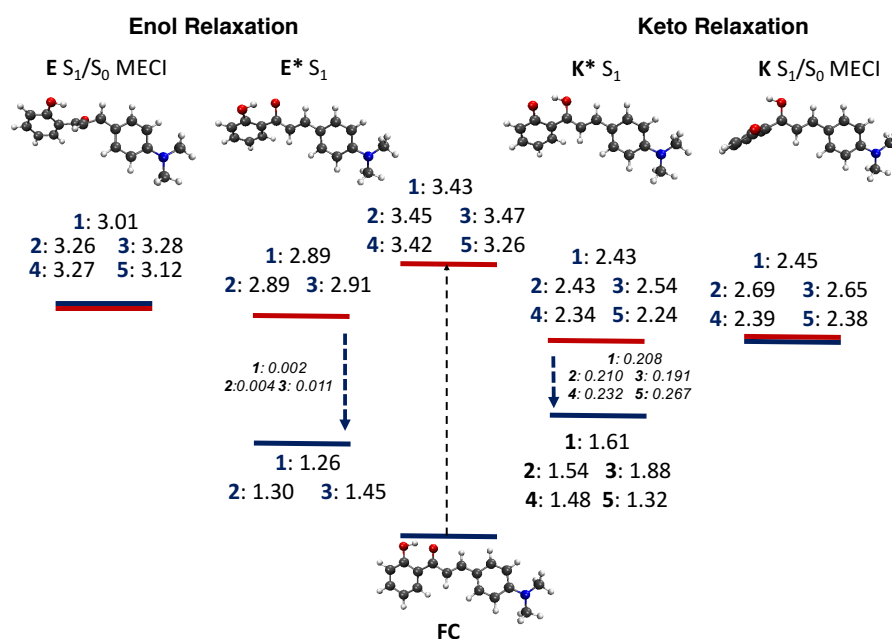 Enol Relaxation Keto Relaxation
E S1/S0 MECI E* S1 K* S1 K S1/S0 MECI
1: 3.43
2: 3.45 3: 3.47
4: 3.42 5: 3.26
1: 3.01
2: 3.26 3: 3.28
4: 3.27 5: 3.12
1: 2.89
2: 2.89 3: 2.91
1: 2.43
2: 2.43 3: 2.54
4: 2.34 5: 2.24
1: 2.45
2: 2.69 3: 2.65
4: 2.39 5: 2.38
1: 0.002
2:0.004 3: 0.011
1: 0.208
2: 0.210 3: 0.191
4: 0.232 5: 0.267
1: 1.26
2: 1.30 3: 1.45
1: 1.61
2: 1.54 3: 1.88
4: 1.48 5: 1.32
FC